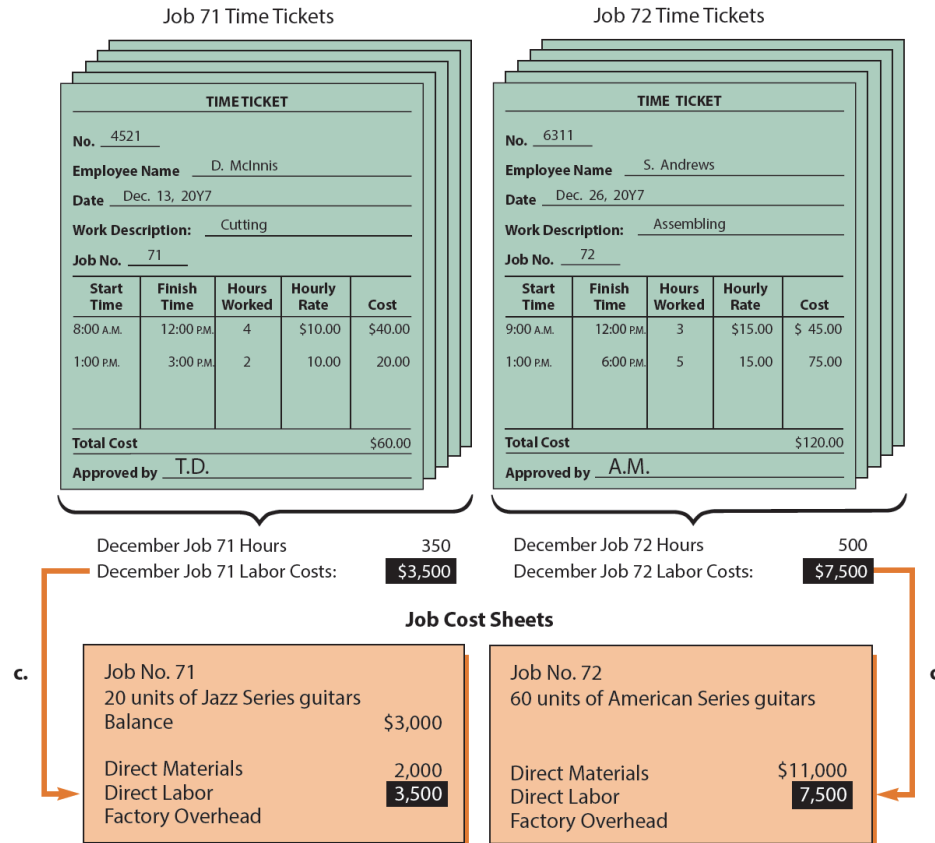 Job 71 Time Tickets
TIME TICKET
No. 4521
Employee Name D. McInnis
Date Dec. 13, 20Y7
Work Description: Cutting
Job No. 71
Start Time Finish Time Hours Worked Hourly Rate Cost
8:00 A.M. 12:00 P.M. 4 $10.00 $40.00
1:00 P.M. 3:00 P.M. 2 10.00 20.00
Total Cost $60.00
Approved by T.D.
December Job 71 Hours 350
December Job 71 Labor Costs: $3,500
Job 72 Time Tickets
TIME TICKET
No. 6311
Employee Name S. Andrews
Date Dec. 26, 20Y7
Work Description: Assembling
Job No. 72
Start Time Finish Time Hours Worked Hourly Rate Cost
9:00 A.M. 12:00 P.M. 3 $15.00 $ 45.00
1:00 P.M. 6:00 P.M. 5 15.00 75.00
Total Cost $120.00
Approved by A.M.
December Job 72 Hours 500
December Job 72 Labor Costs: $7,500
Job Cost Sheets
c.
Job No. 71
20 units of Jazz Series guitars
Balance $3,000
Direct Materials 2,000
Direct Labor 3,500
Factory Overhead
Job No. 72
60 units of American Series guitars
Direct Materials $11,000
Direct Labor 7,500
Factory Overhead